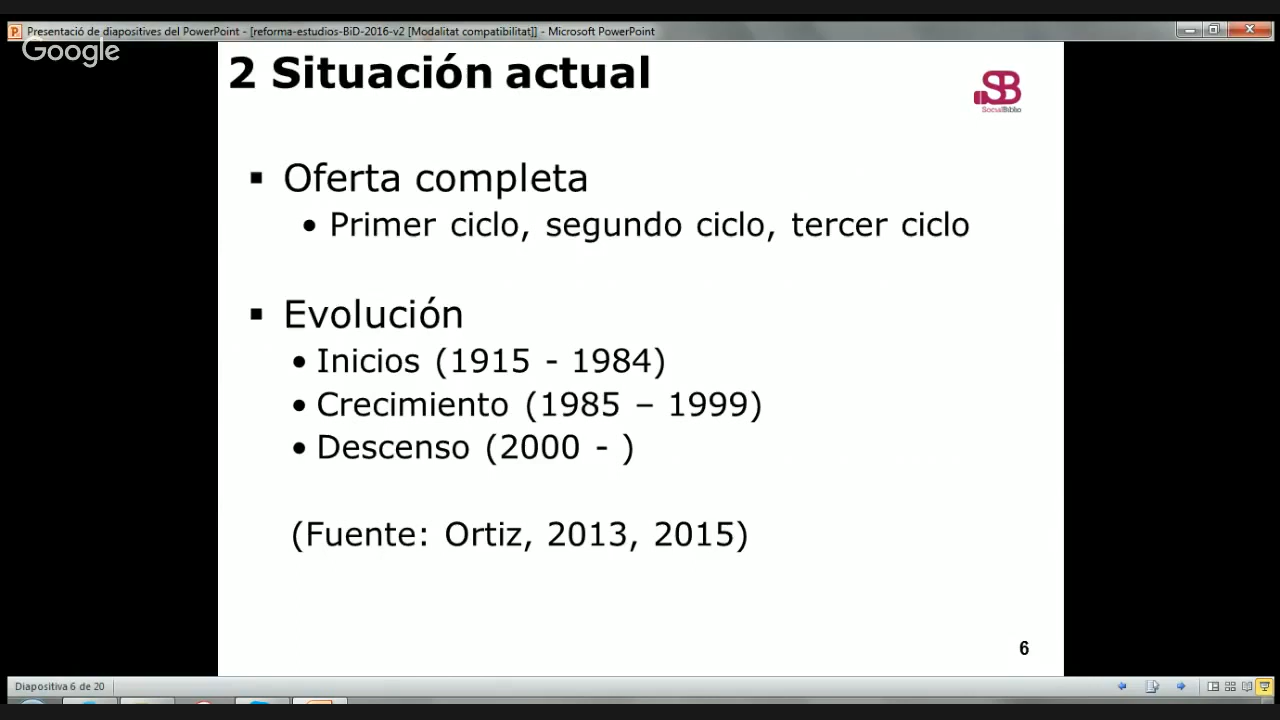 Presentació de diapositives del PowerPoint - [reforma-estudios-BiD-2016-v2 [Modalitat compatibilitat]] - Microsoft PowerPoint
Google
2 Situación actual
SB
SocialBiblio
▪ Oferta completa
• Primer ciclo, segundo ciclo, tercer ciclo
▪ Evolución
• Inicios (1915 - 1984)
• Crecimiento (1985 – 1999)
• Descenso (2000 - )
(Fuente: Ortiz, 2013, 2015)
6
Diapositiva 6 de 20